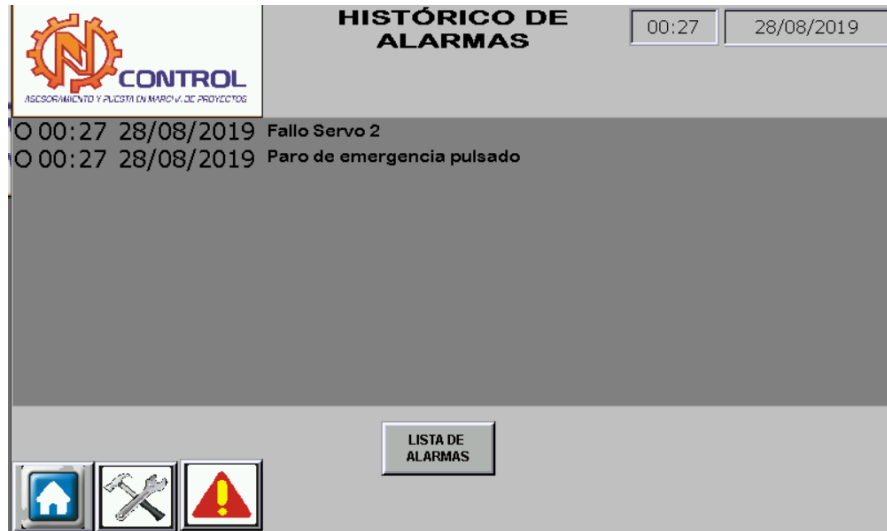 HISTÓRICO DE
ALARMAS
00:27
28/08/2019
N
CONTROL
ASESORAMIENTO Y PUESTA EN MARCHA DE PROYECTOS
O 00:27 28/08/2019 Fallo Servo 2
O 00:27 28/08/2019 Paro de emergencia pulsado
LISTA DE
ALARMAS